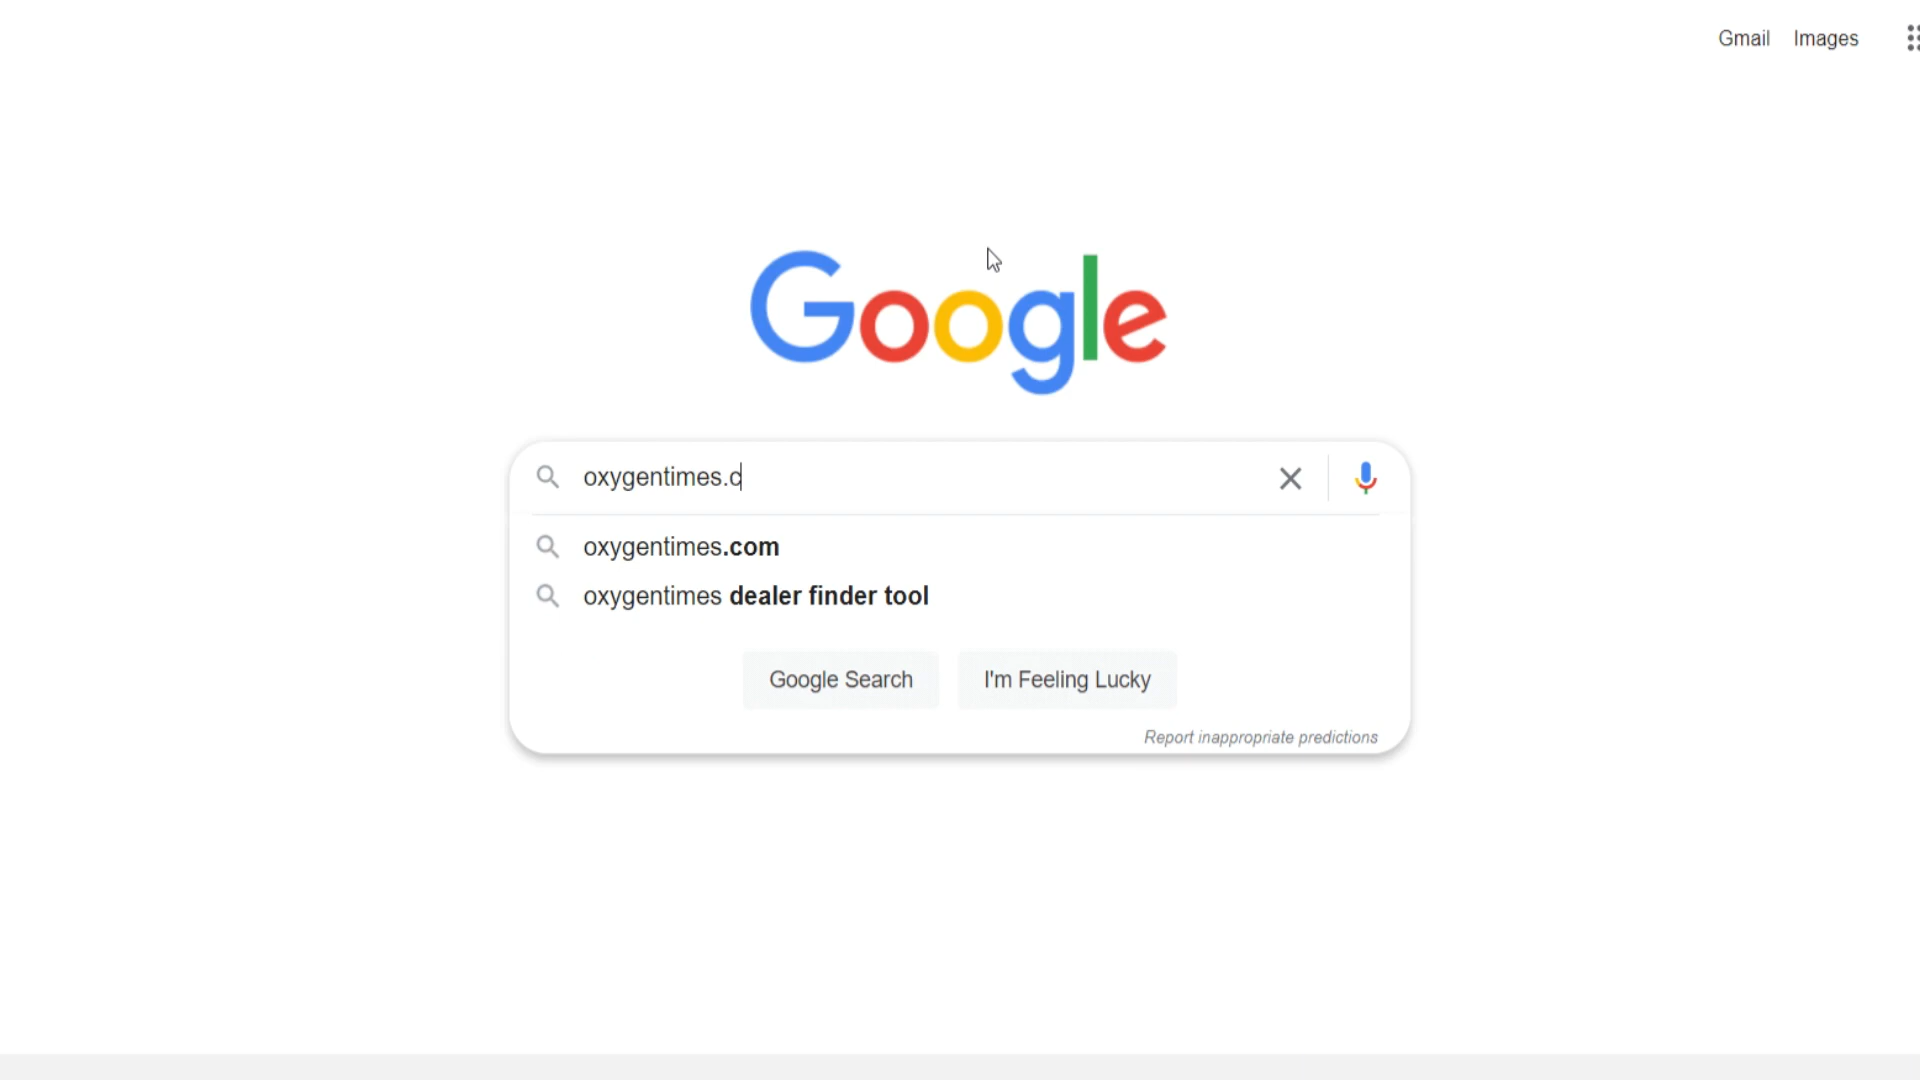 Gmail Images
Google
oxygentimes.c
oxygentimes.com
oxygentimes dealer finder tool
Google Search I'm Feeling Lucky
Report inappropriate predictions